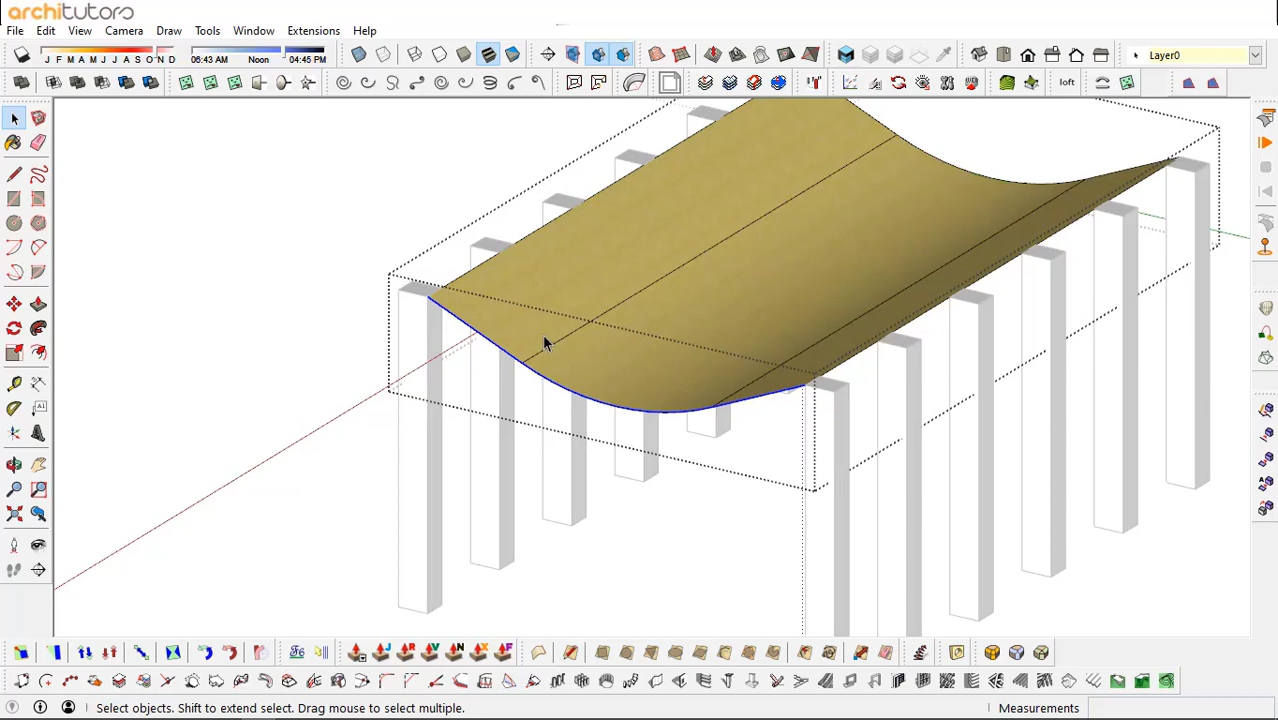 architutors
File Edit View Camera Draw Tools Window Extensions Help
J F M A M J J A S O N D
06:43 AM Noon 04:45 PM
Layer0
loft
A1
Select objects. Shift to extend select. Drag mouse to select multiple.
Measurements